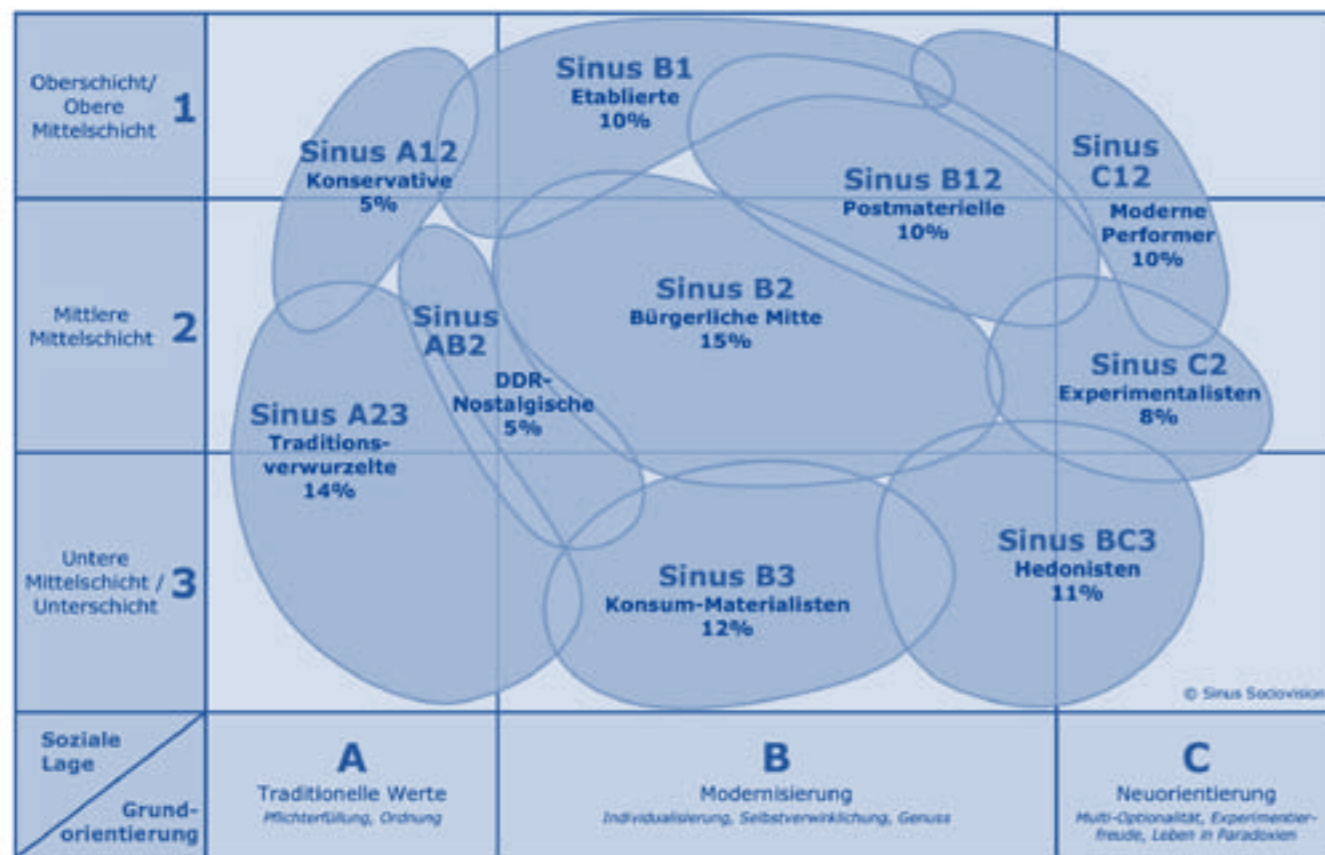 Oberschicht/
Obere
Mittelschicht
1
Sinus B1
Etablierte
10%
Sinus A12
Konservative
5%
Sinus B12
Postmaterielle
10%
Sinus
C12
Moderne
Performer
10%
Mittlere
Mittelschicht
2
Sinus
AB2
DDR-
Nostalgische
5%
Sinus B2
Bürgerliche Mitte
15%
Sinus C2
Experimentalisten
8%
Sinus A23
Traditions-
verwurzelte
14%
Untere
Mittelschicht /
Unterschicht
3
Sinus B3
Konsum-Materialisten
12%
Sinus BC3
Hedonisten
11%
© Sinus Sociovision
Soziale
Lage
Grund-
orientierung
A
Traditionelle Werte
Pflichterfüllung, Ordnung
B
Modernisierung
Individualisierung, Selbstverwirklichung, Genuss
C
Neuorientierung
Multi-Optionalität, Experimentier-
freude, Leben in Paradoxien